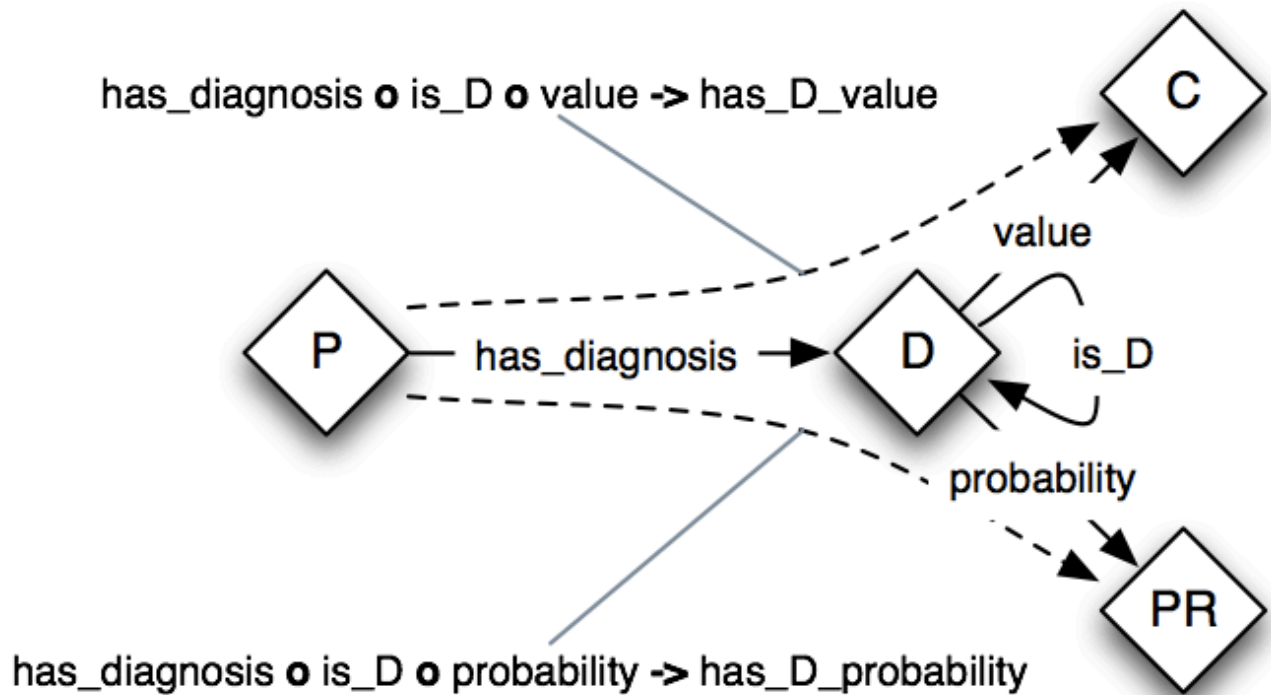 C
has_diagnosis o is_D o value -> has_D_value
value
P
has_diagnosis
D
is_D
probability
PR
has_diagnosis o is_D o probability -> has_D_probability